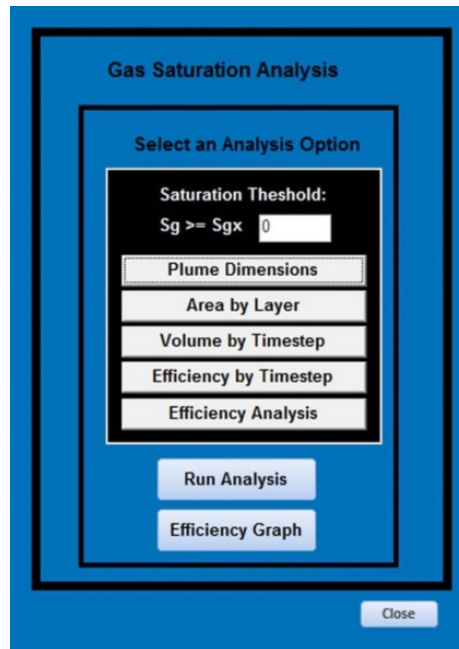 Gas Saturation Analysis
Select an Analysis Option
Saturation Theshold:
Sg >= Sgx 0
Plume Dimensions
Area by Layer
Volume by Timestep
Efficiency by Timestep
Efficiency Analysis
Run Analysis
Efficiency Graph
Close